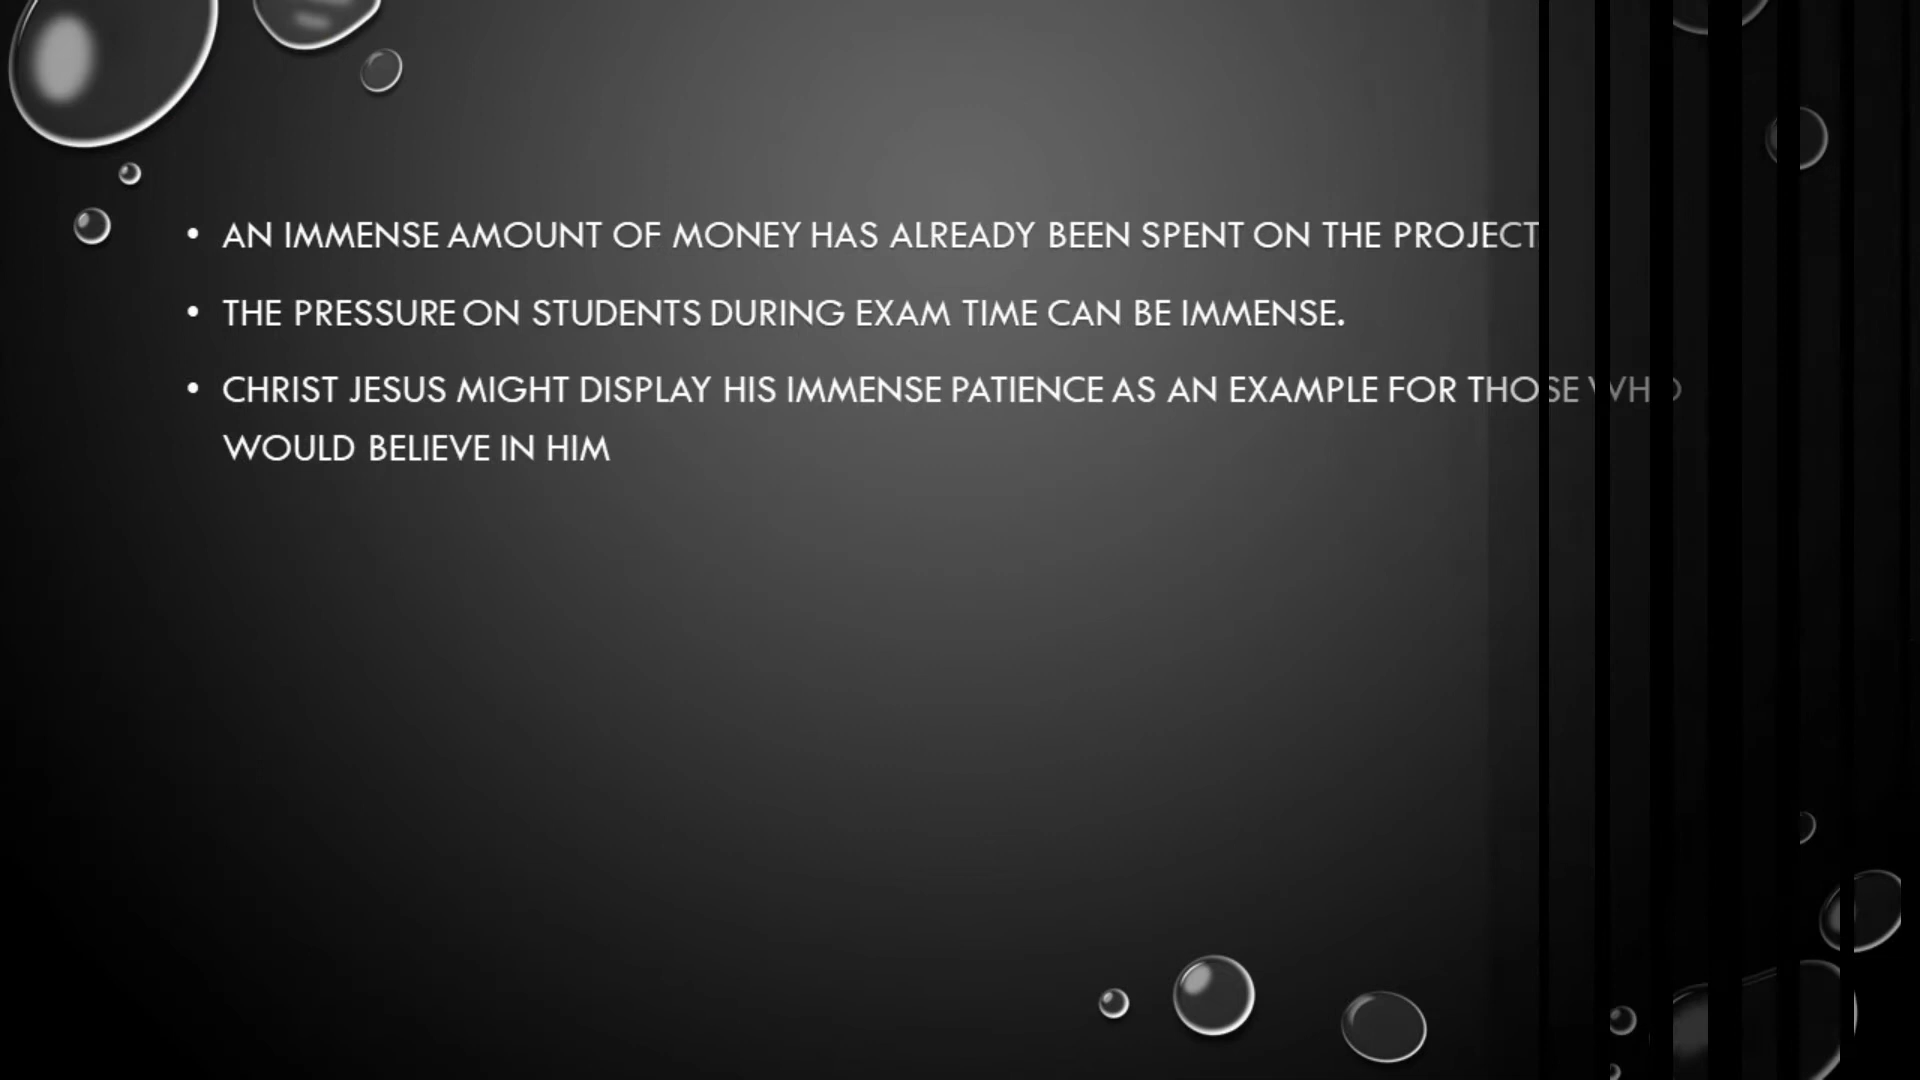 • AN IMMENSE AMOUNT OF MONEY HAS ALREADY BEEN SPENT ON THE PROJECT
• THE PRESSURE ON STUDENTS DURING EXAM TIME CAN BE IMMENSE.
• CHRIST JESUS MIGHT DISPLAY HIS IMMENSE PATIENCE AS AN EXAMPLE FOR THOSE WHO
WOULD BELIEVE IN HIM